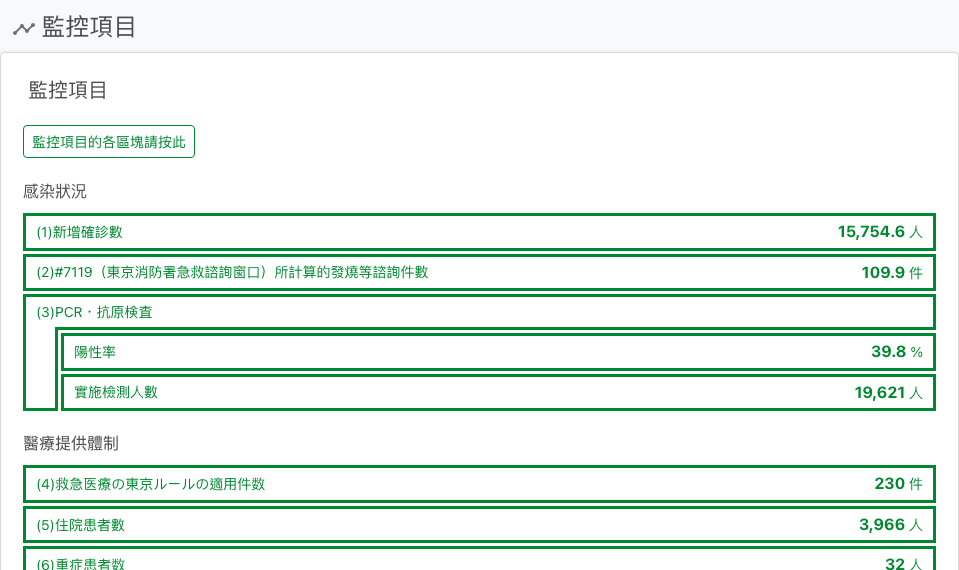 監控項目
監控項目
監控項目的各區塊請按此
感染狀況
(1)新增確診數 15,754.6 人
(2)#7119（東京消防署急救諮詢窗口）所計算的發燒等諮詢件數 109.9 件
(3)PCR・抗原検査
陽性率 39.8 %
實施檢測人數 19,621 人
醫療提供體制
(4)救急医療の東京ルールの適用件数 230 件
(5)住院患者數 3,966 人
(6)重症患者数 32 人